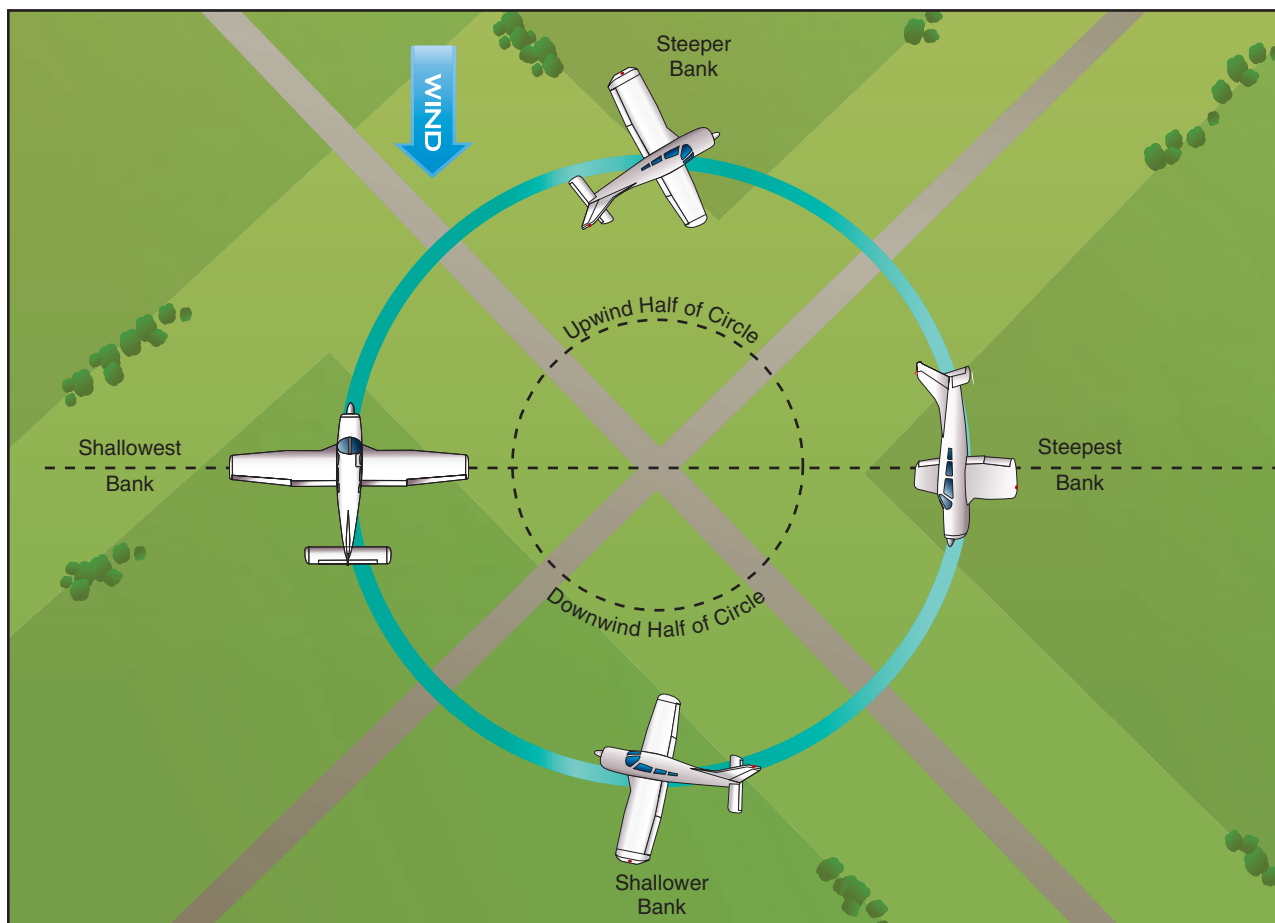 Steeper
Bank
WIND
Upwind Half of Circle
Shallowest
Bank
Steepest
Bank
Downwind Half of Circle
Shallower
Bank